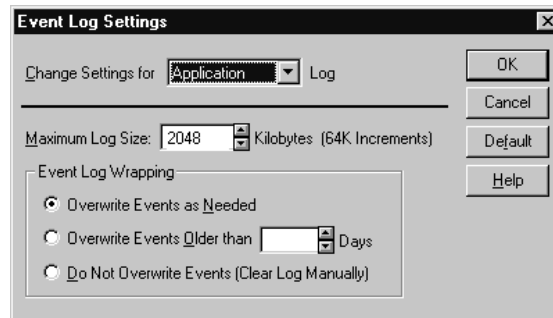 Event Log Settings
Change Settings for Application Log
OK
Cancel
Maximum Log Size: 2048 Kilobytes (64K Increments)
Default
Event Log Wrapping
Help
Overwrite Events as Needed
Overwrite Events Older than Days
Do Not Overwrite Events (Clear Log Manually)